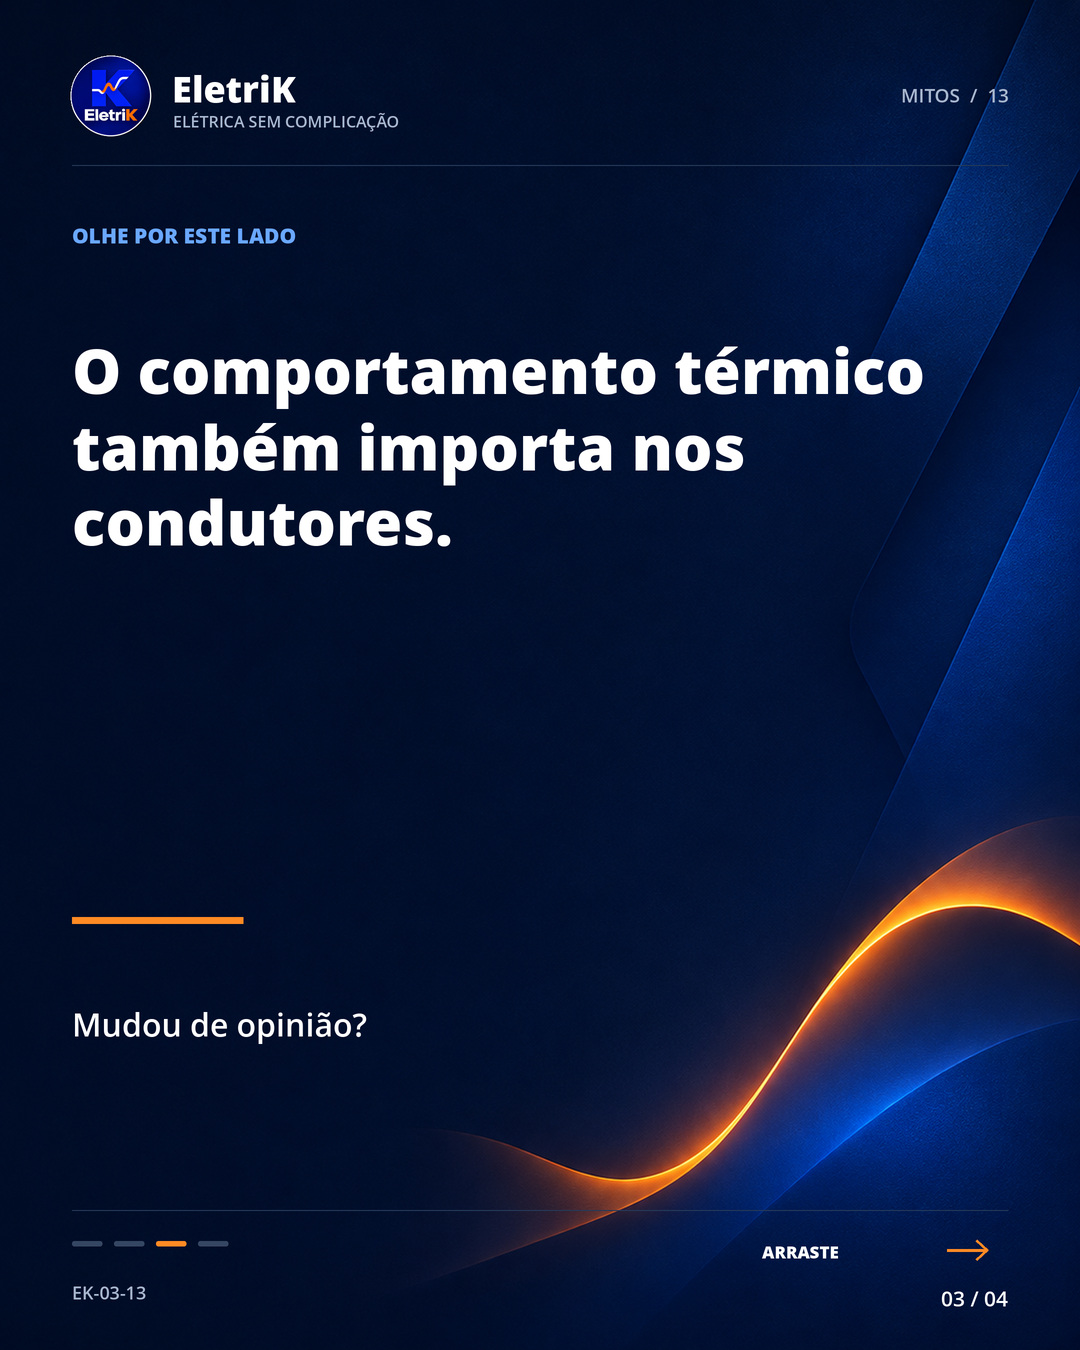 EletriK
EletriK
ELÉTRICA SEM COMPLICAÇÃO
MITOS / 13
OLHE POR ESTE LADO
O comportamento térmico
também importa nos
condutores.
Mudou de opinião?
ARRASTE
EK-03-13
03 / 04